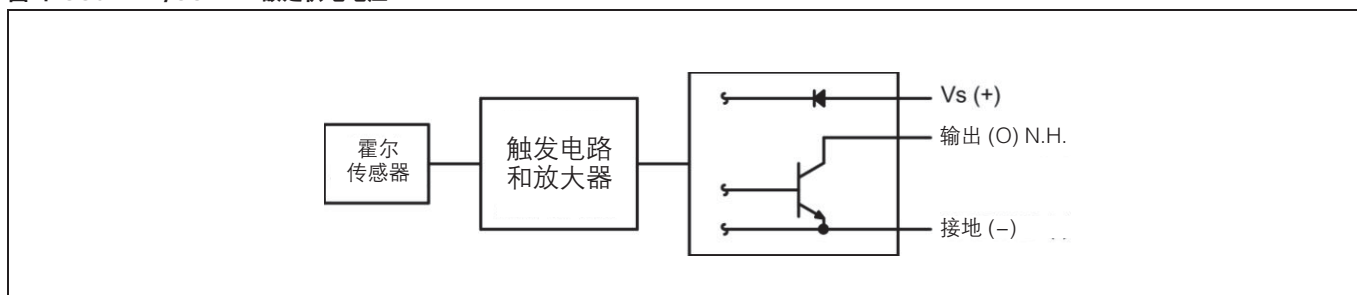 霍尔
传感器
触发电路
和放大器
Vs (+)
输出 (O) N.H.
接地 (–)